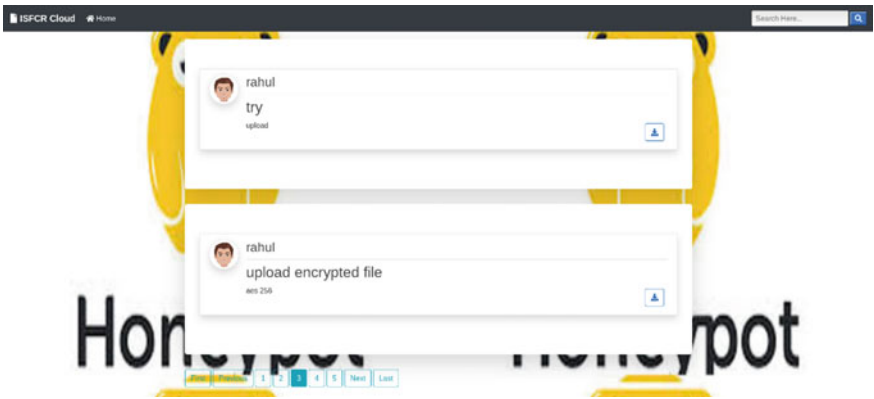 ISFCR Cloud Home Search Here...
rahul
try
upload
rahul
upload encrypted file
aes 256
Honeypot Honeypot
First Previous 1 2 3 4 5 Next Last